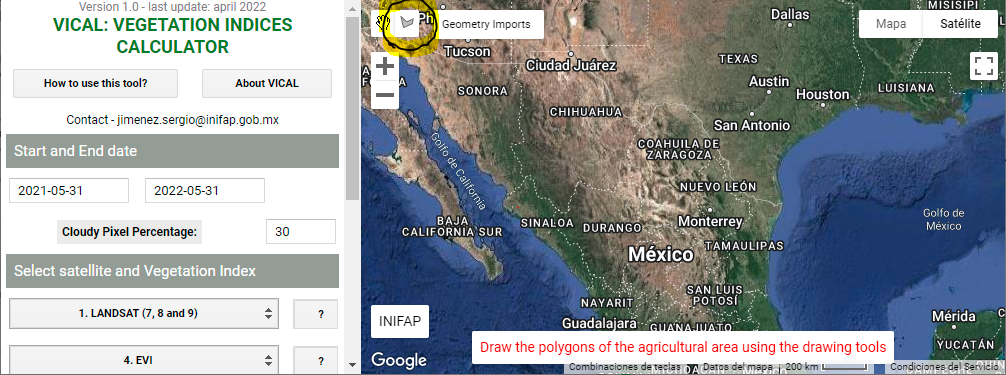 Version 1.0 - last update: april 2022
VICAL: VEGETATION INDICES
CALCULATOR
How to use this tool?
About VICAL
Contact - jimenez.sergio@inifap.gob.mx
Start and End date
2021-05-31
2022-05-31
Cloudy Pixel Percentage:
30
Select satellite and Vegetation Index
1. LANDSAT (7, 8 and 9)
?
4. EVI
?
Ph
Geometry Imports
Mapa
Satélite
MISISIPI
Dallas
Tucson
Ciudad Juárez
TEXAS
SONORA
CHIHUAHUA
Austin
Houston
LUISIANA
San Antonio
COAHUILA DE
ZARAGOZA
Golfo de California
NUEVO LEÓN
BAJA
CALIFORNIA SUR
SINALOA
DURANGO
Monterrey
Golfo de
México
México
TAMAULIPAS
SAN LUIS
POTOSÍ
NAYARIT
INIFAP
Guadalajara
GUANAJUATO
Mérida
YUCATÁN
Google
Draw the polygons of the agricultural area using the drawing tools
Combinaciones de teclas
Datos del mapa
200 km
Condiciones del Servicio